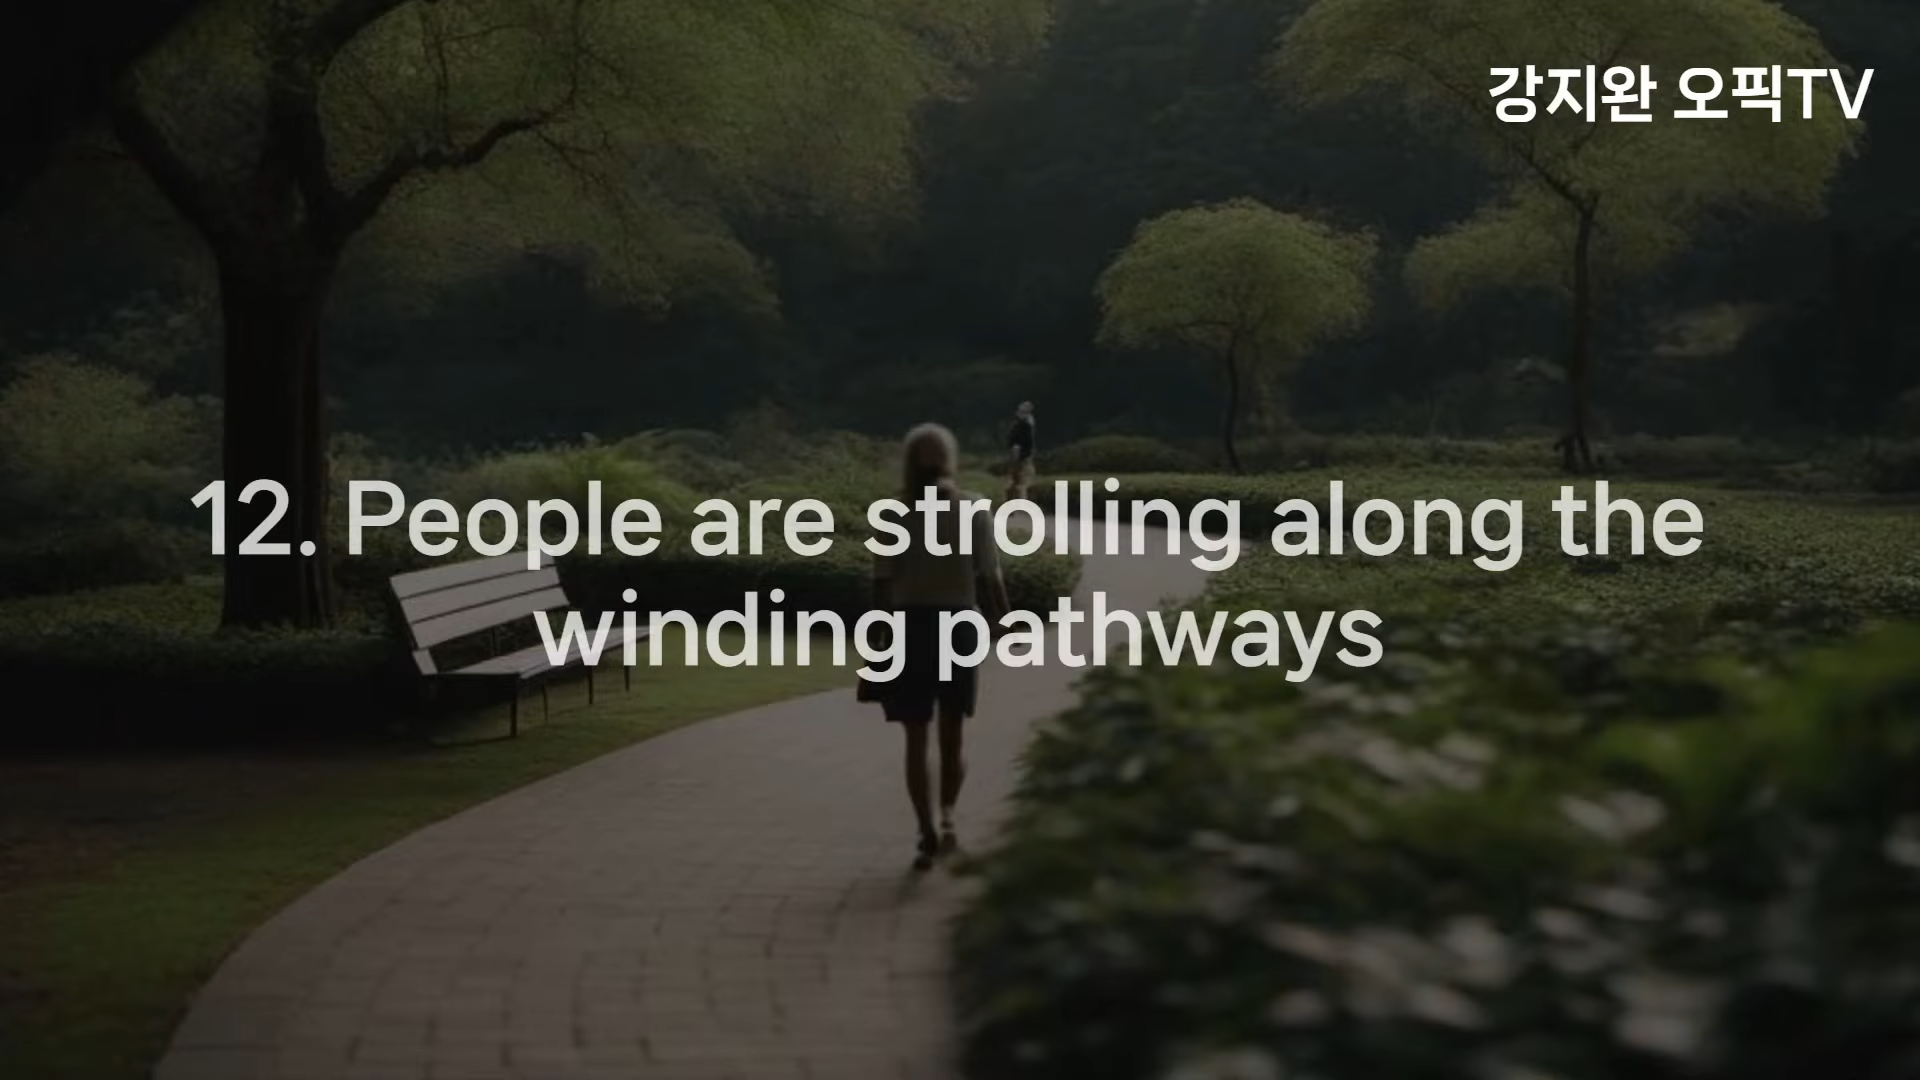 강지완 오픽TV
12. People are strolling along the
winding pathways